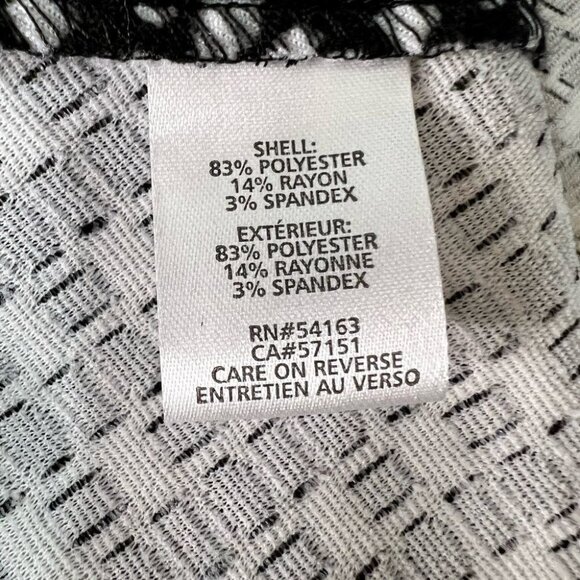 SHELL:
83% POLYESTER
14% RAYON
3% SPANDEX
EXTÉRIEUR:
83% POLYESTER
14% RAYONNE
3% SPANDEX
RN#54163
CA#57151
CARE ON REVERSE
ENTRETIEN AU VERSO